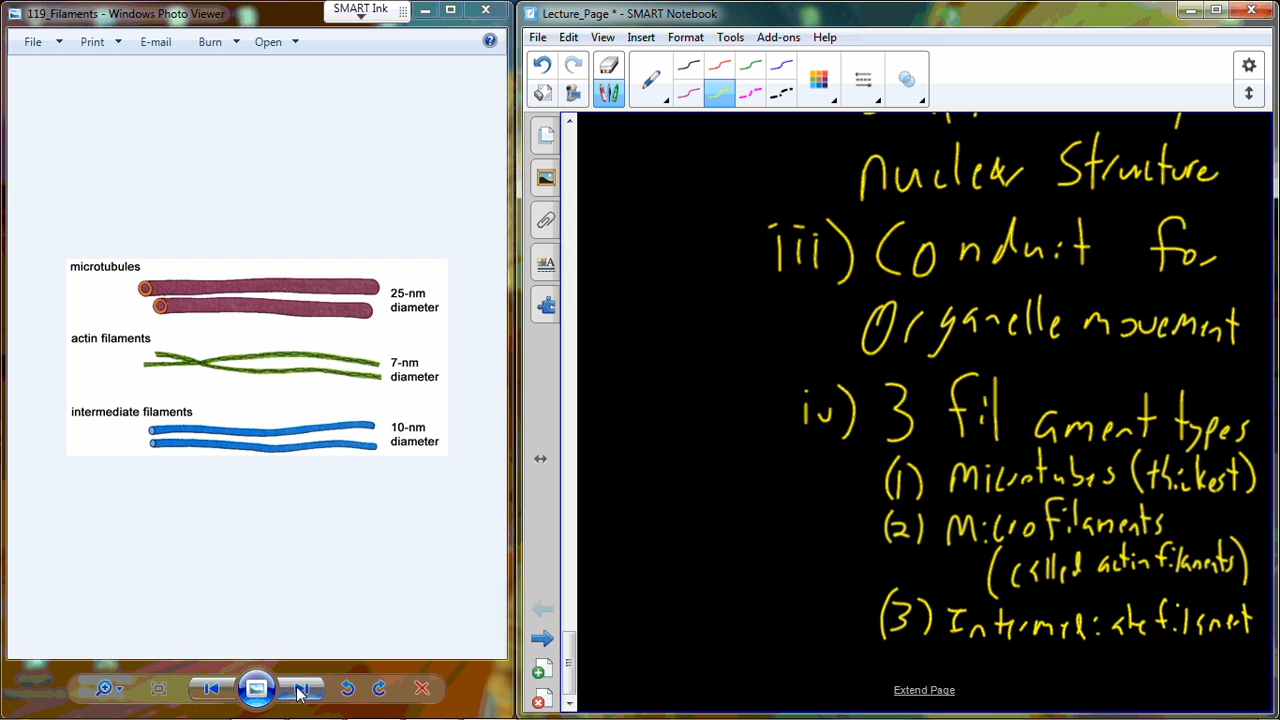 119_Filaments - Windows Photo Viewer
SMART Ink
File Print E-mail Burn Open
microtubules
25-nm
diameter
actin filaments
7-nm
diameter
intermediate filaments
10-nm
diameter
Lecture_Page * - SMART Notebook
File Edit View Insert Format Tools Add-ons Help
nuclear Structure
iii) Conduit for
Organelle movement
iv) 3 filament types
(1) Microtubes (thickest)
(2) Microfilaments
(called actin filaments)
(3) Intermediate filament
Extend Page